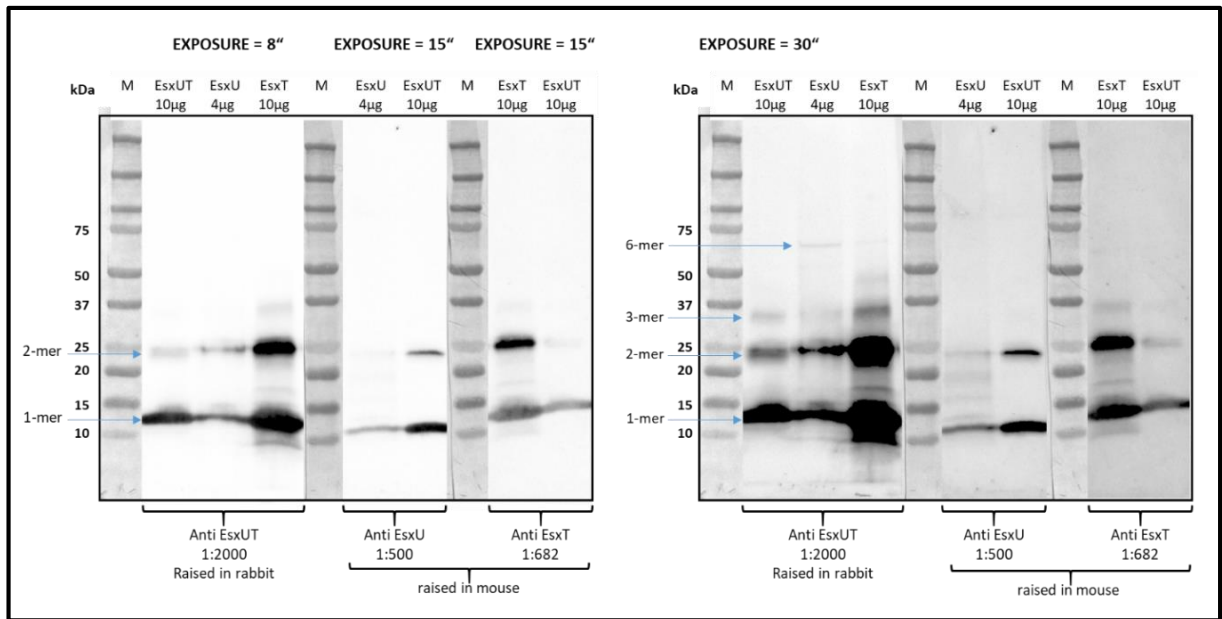 EXPOSURE = 8“ EXPOSURE = 15“ EXPOSURE = 15“ EXPOSURE = 30“
kDa M EsxUT EsxU EsxT M EsxU EsxUT M EsxT EsxUT
10µg 4µg 10µg 4µg 10µg 10µg 10µg
75
50
37
25
2-mer
20
15
1-mer
10
Anti EsxUT Anti EsxU Anti EsxT
1:2000 1:500 1:682
Raised in rabbit
raised in mouse
kDa M EsxUT EsxU EsxT M EsxU EsxUT M EsxT EsxUT
10µg 4µg 10µg 4µg 10µg 10µg 10µg
75
6-mer
50
37
3-mer
25
2-mer
20
15
1-mer
10
Anti EsxUT Anti EsxU Anti EsxT
1:2000 1:500 1:682
Raised in rabbit
raised in mouse